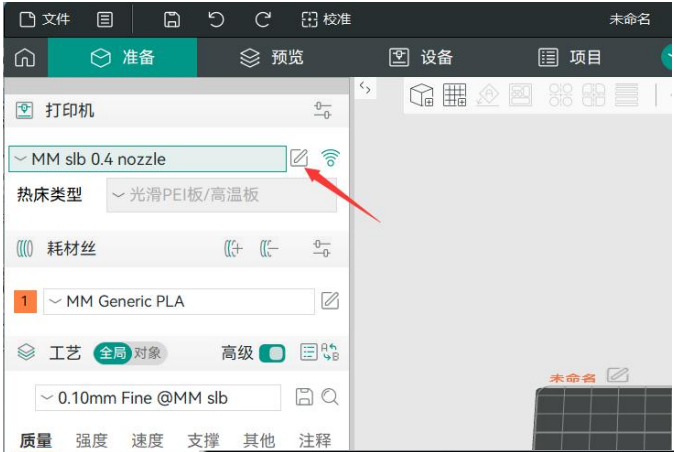 文件 校准 未命名
准备 预览 设备 项目
打印机
MM slb 0.4 nozzle
热床类型 光滑PEI板/高温板
耗材丝
1 MM Generic PLA
工艺 全局 对象 高级
未命名
0.10mm Fine @MM slb
质量 强度 速度 支撑 其他 注释